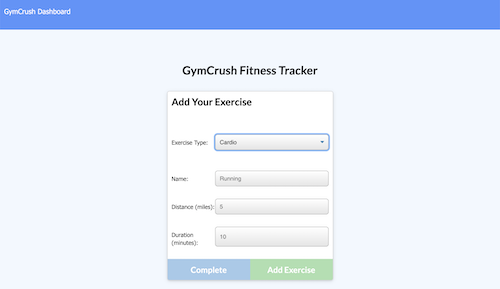 GymCrush Dashboard
GymCrush Fitness Tracker
Add Your Exercise
Exercise Type: Cardio
Name: Running
Distance (miles): 5
Duration (minutes): 10
Complete Add Exercise